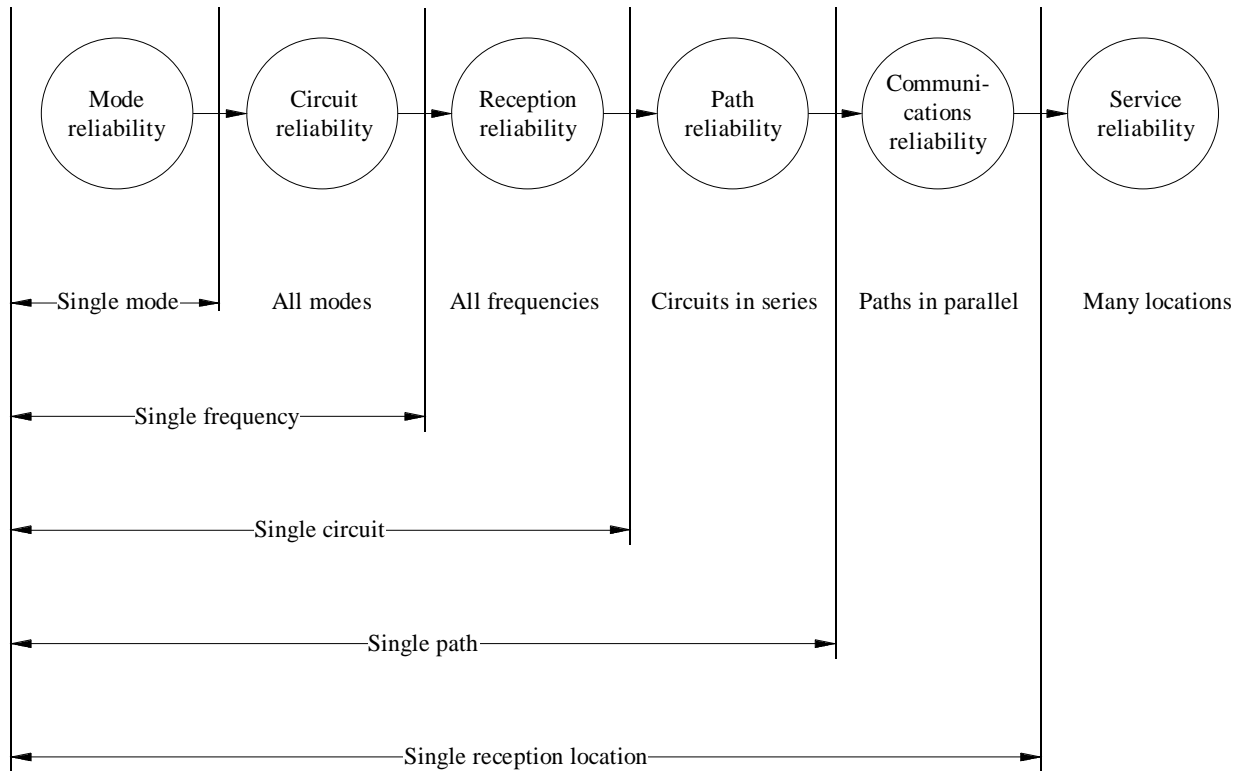 Mode
reliability
Circuit
reliability
Reception
reliability
Path
reliability
Communi-
cations
reliability
Service
reliability
Single mode
All modes
All frequencies
Circuits in series
Paths in parallel
Many locations
Single frequency
Single circuit
Single path
Single reception location